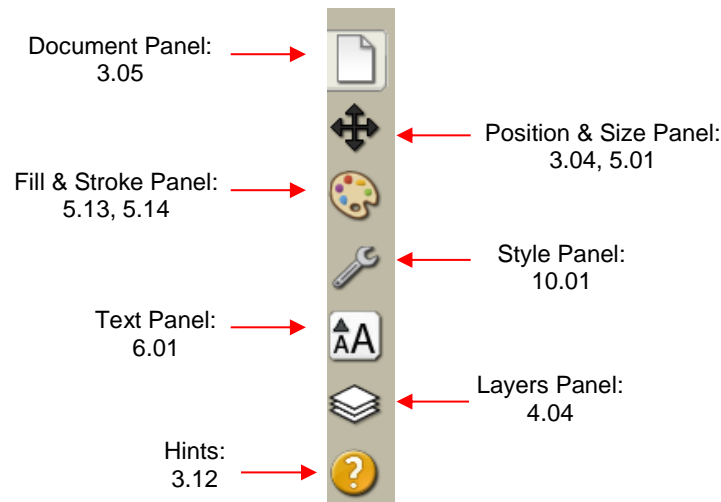 Document Panel:
3.05
Position & Size Panel:
3.04, 5.01
Fill & Stroke Panel:
5.13, 5.14
Style Panel:
10.01
Text Panel:
6.01
AA
Layers Panel:
4.04
Hints:
3.12
?